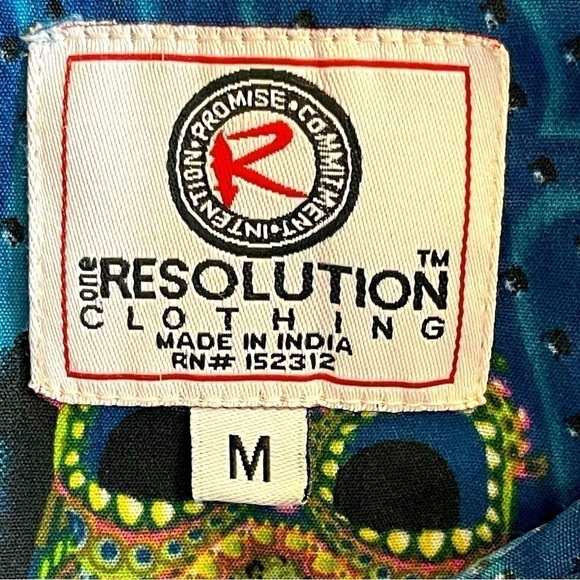 PROMISE•COMMITMENT•INTENTION•
R
one RESOLUTION™
CLOTHING
MADE IN INDIA
RN# 152312
M